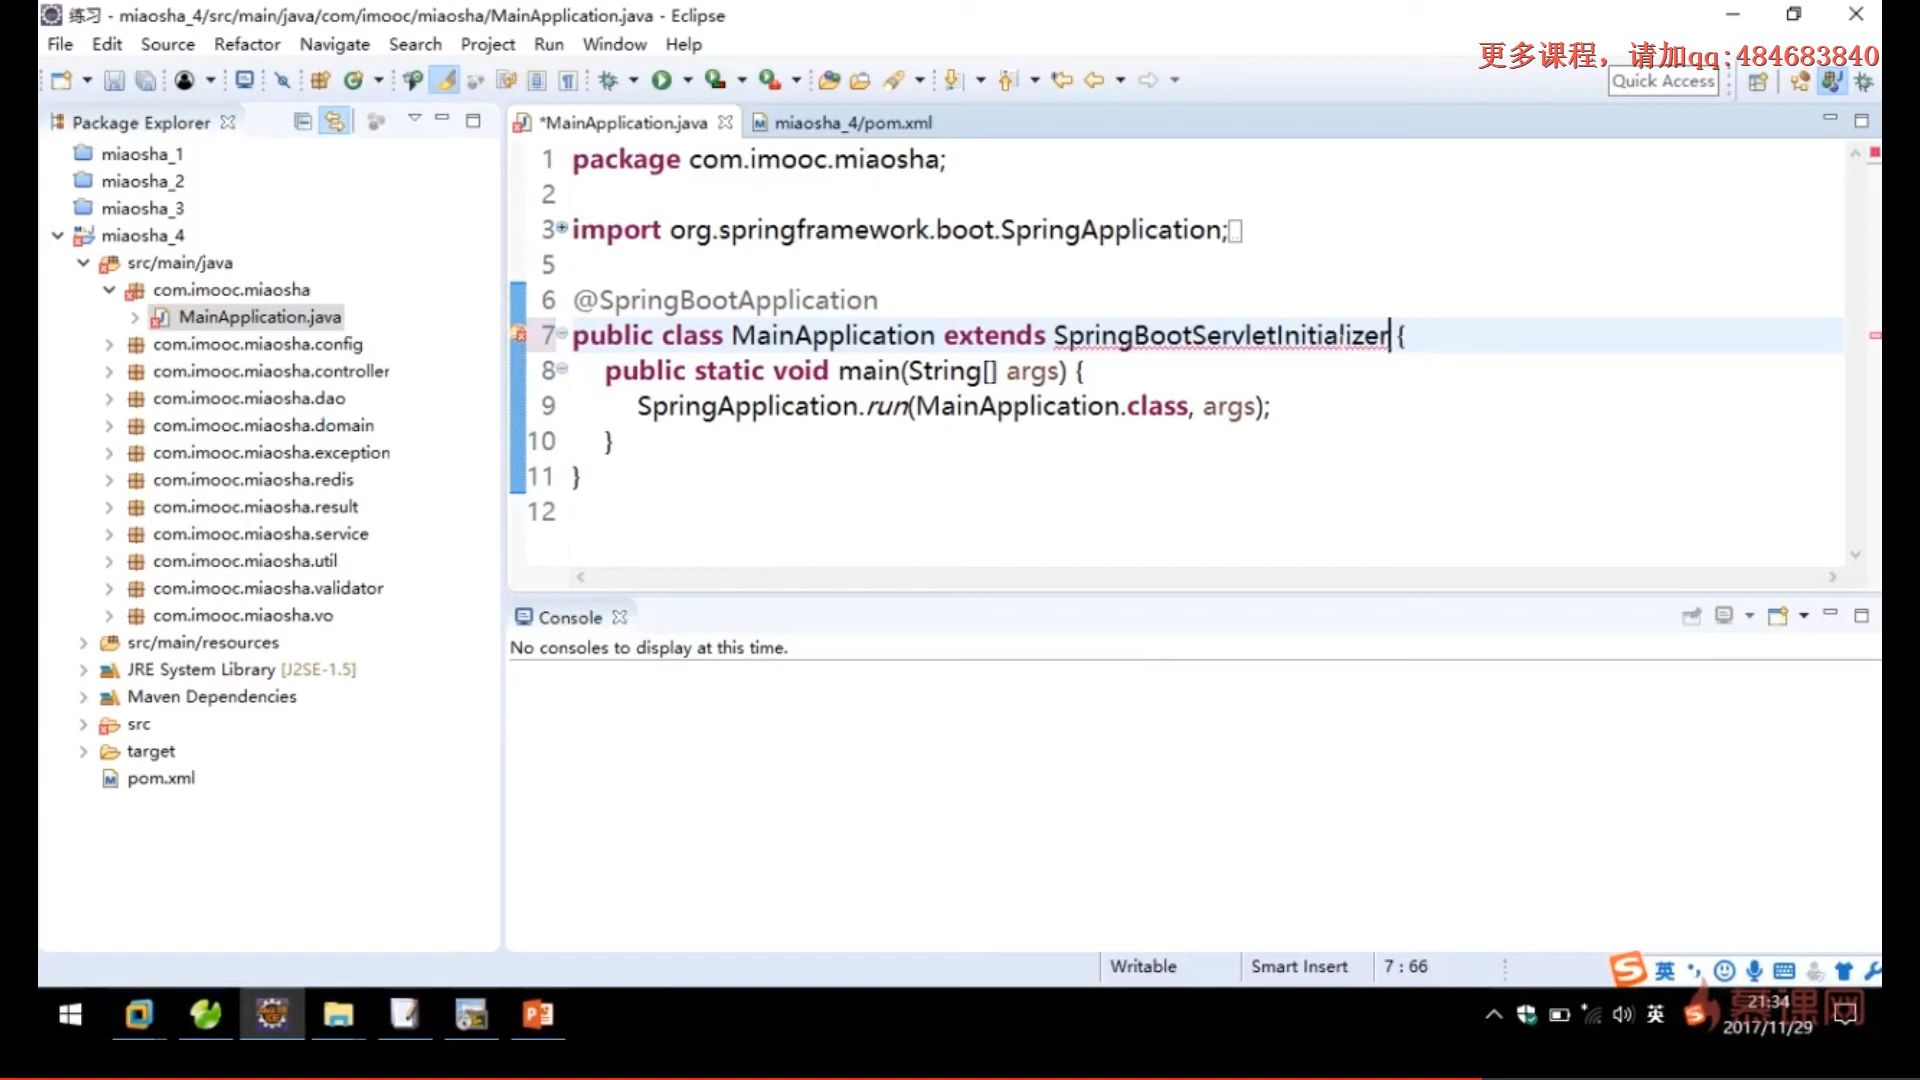 练习 - miaosha_4/src/main/java/com/imooc/miaosha/MainApplication.java - Eclipse
File Edit Source Refactor Navigate Search Project Run Window Help
更多课程，请加qq:484683840
Quick Access
Package Explorer
miaosha_1
miaosha_2
miaosha_3
miaosha_4
src/main/java
com.imooc.miaosha
MainApplication.java
com.imooc.miaosha.config
com.imooc.miaosha.controller
com.imooc.miaosha.dao
com.imooc.miaosha.domain
com.imooc.miaosha.exception
com.imooc.miaosha.redis
com.imooc.miaosha.result
com.imooc.miaosha.service
com.imooc.miaosha.util
com.imooc.miaosha.validator
com.imooc.miaosha.vo
src/main/resources
JRE System Library [J2SE-1.5]
Maven Dependencies
src
target
pom.xml
*MainApplication.java miaosha_4/pom.xml
1 package com.imooc.miaosha;
2
3 import org.springframework.boot.SpringApplication;
5
6 @SpringBootApplication
7 public class MainApplication extends SpringBootServletInitializer{
8 public static void main(String[] args) {
9 SpringApplication.run(MainApplication.class, args);
10 }
11 }
12
Console
No consoles to display at this time.
Writable Smart Insert 7 : 66
英
英
21:34
2017/11/29
慕课网